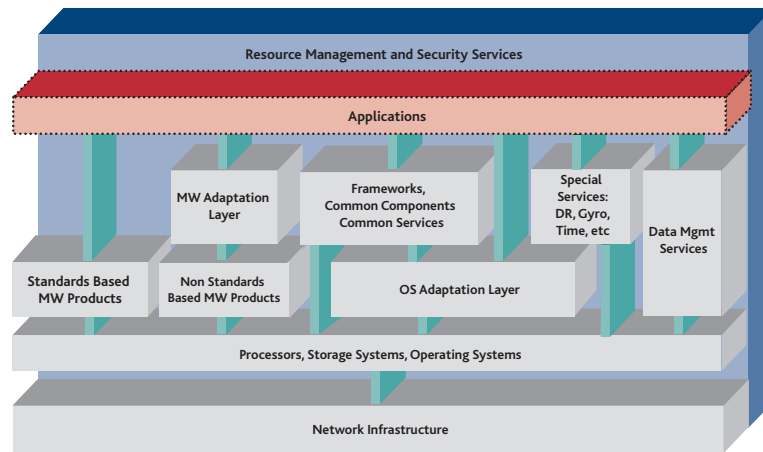 Resource Management and Security Services
Applications
MW Adaptation
Layer
Frameworks,
Common Components
Common Services
Special
Services:
DR, Gyro,
Time, etc
Data Mgmt
Services
Standards Based
MW Products
Non Standards
Based MW Products
OS Adaptation Layer
Processors, Storage Systems, Operating Systems
Network Infrastructure